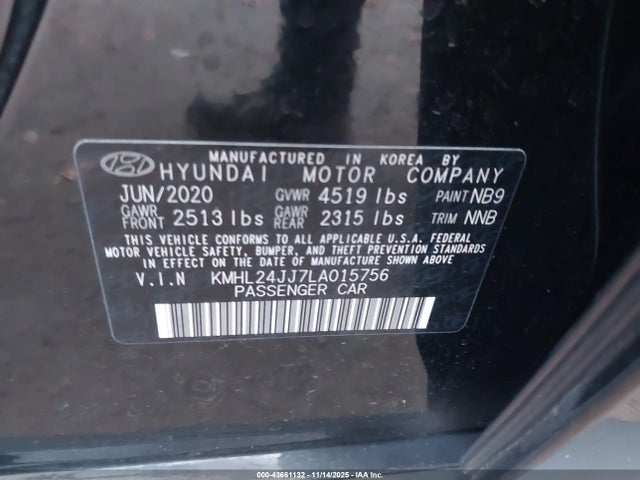 MANUFACTURED IN KOREA BY
HYUNDAI MOTOR COMPANY
JUN/2020 GVWR 4519 lbs PAINT NB9
GAWR FRONT 2513 lbs GAWR REAR 2315 lbs TRIM NNB
THIS VEHICLE CONFORMS TO ALL APPLICABLE U.S.A. FEDERAL
MOTOR VEHICLE SAFETY, BUMPER, AND THEFT PREVENTION STANDARDS
IN EFFECT ON THE DATE OF MANUFACTURE SHOWN ABOVE
V.I.N KMHL24JJ7LA015756
PASSENGER CAR
000-43661132 - 11/14/2025 - IAA Inc.